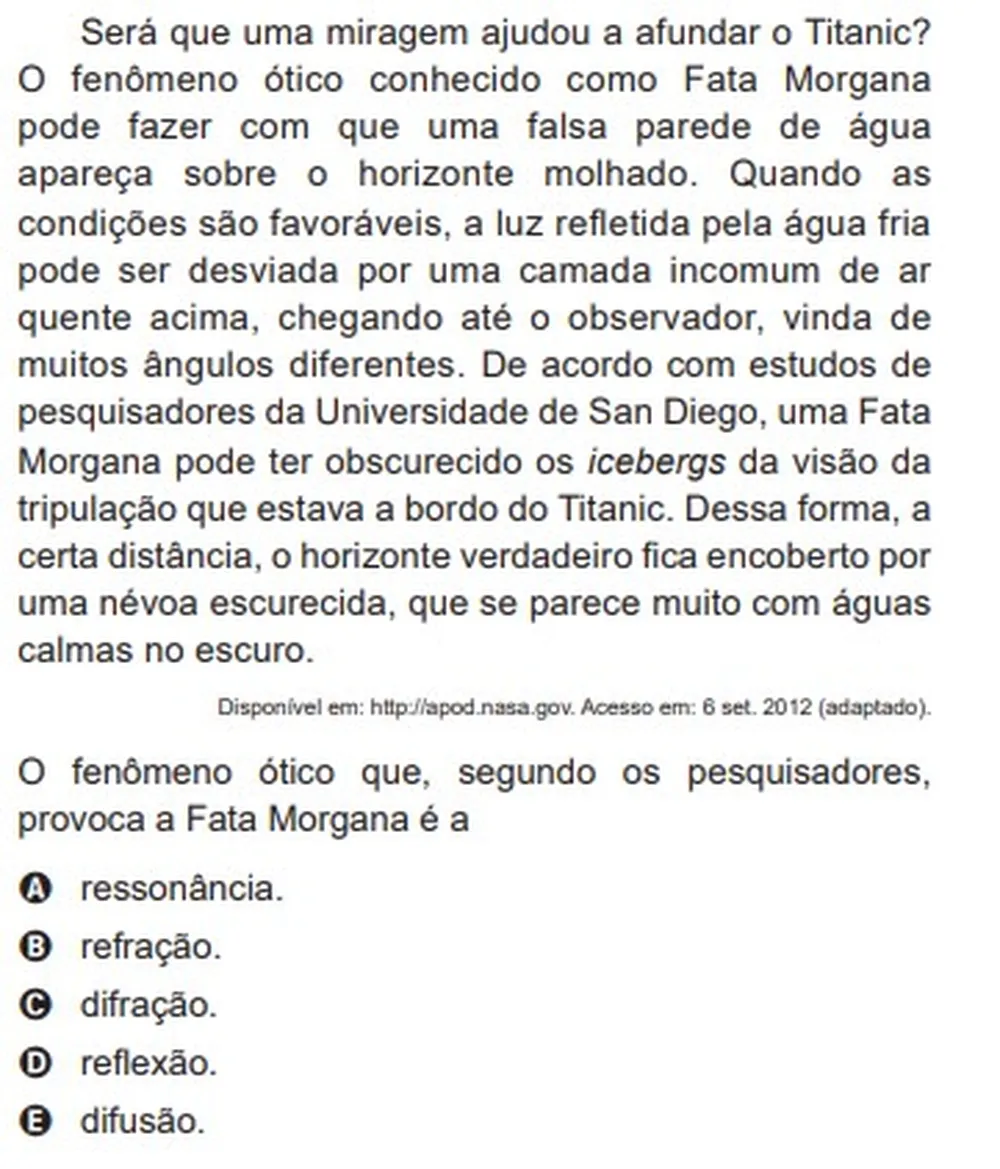 Será que uma miragem ajudou a afundar o Titanic?
O fenômeno ótico conhecido como Fata Morgana
pode fazer com que uma falsa parede de água
apareça sobre o horizonte molhado. Quando as
condições são favoráveis, a luz refletida pela água fria
pode ser desviada por uma camada incomum de ar
quente acima, chegando até o observador, vinda de
muitos ângulos diferentes. De acordo com estudos de
pesquisadores da Universidade de San Diego, uma Fata
Morgana pode ter obscurecido os icebergs da visão da
tripulação que estava a bordo do Titanic. Dessa forma, a
certa distância, o horizonte verdadeiro fica encoberto por
uma névoa escurecida, que se parece muito com águas
calmas no escuro.
Disponível em: http://apod.nasa.gov. Acesso em: 6 set. 2012 (adaptado).
O fenômeno ótico que, segundo os pesquisadores,
provoca a Fata Morgana é a
A ressonância.
B refração.
C difração.
D reflexão.
E difusão.